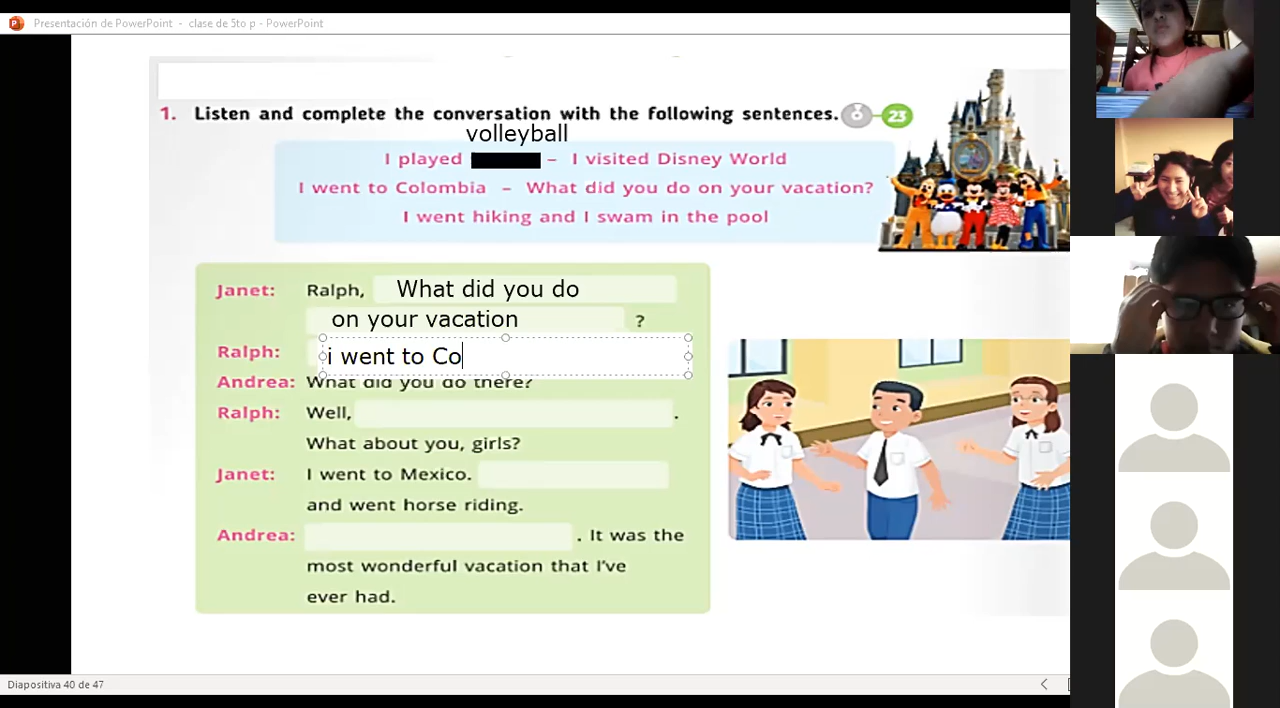 Presentación de PowerPoint - clase de 5to p - PowerPoint
1. Listen and complete the conversation with the following sentences. 23
volleyball
I played – I visited Disney World
I went to Colombia – What did you do on your vacation?
I went hiking and I swam in the pool
Janet: Ralph, What did you do
on your vacation ?
Ralph: i went to Co
Andrea: What did you do there?
Ralph: Well, .
What about you, girls?
Janet: I went to Mexico.
and went horse riding.
Andrea: . It was the
most wonderful vacation that I've
ever had.
Diapositiva 40 de 47